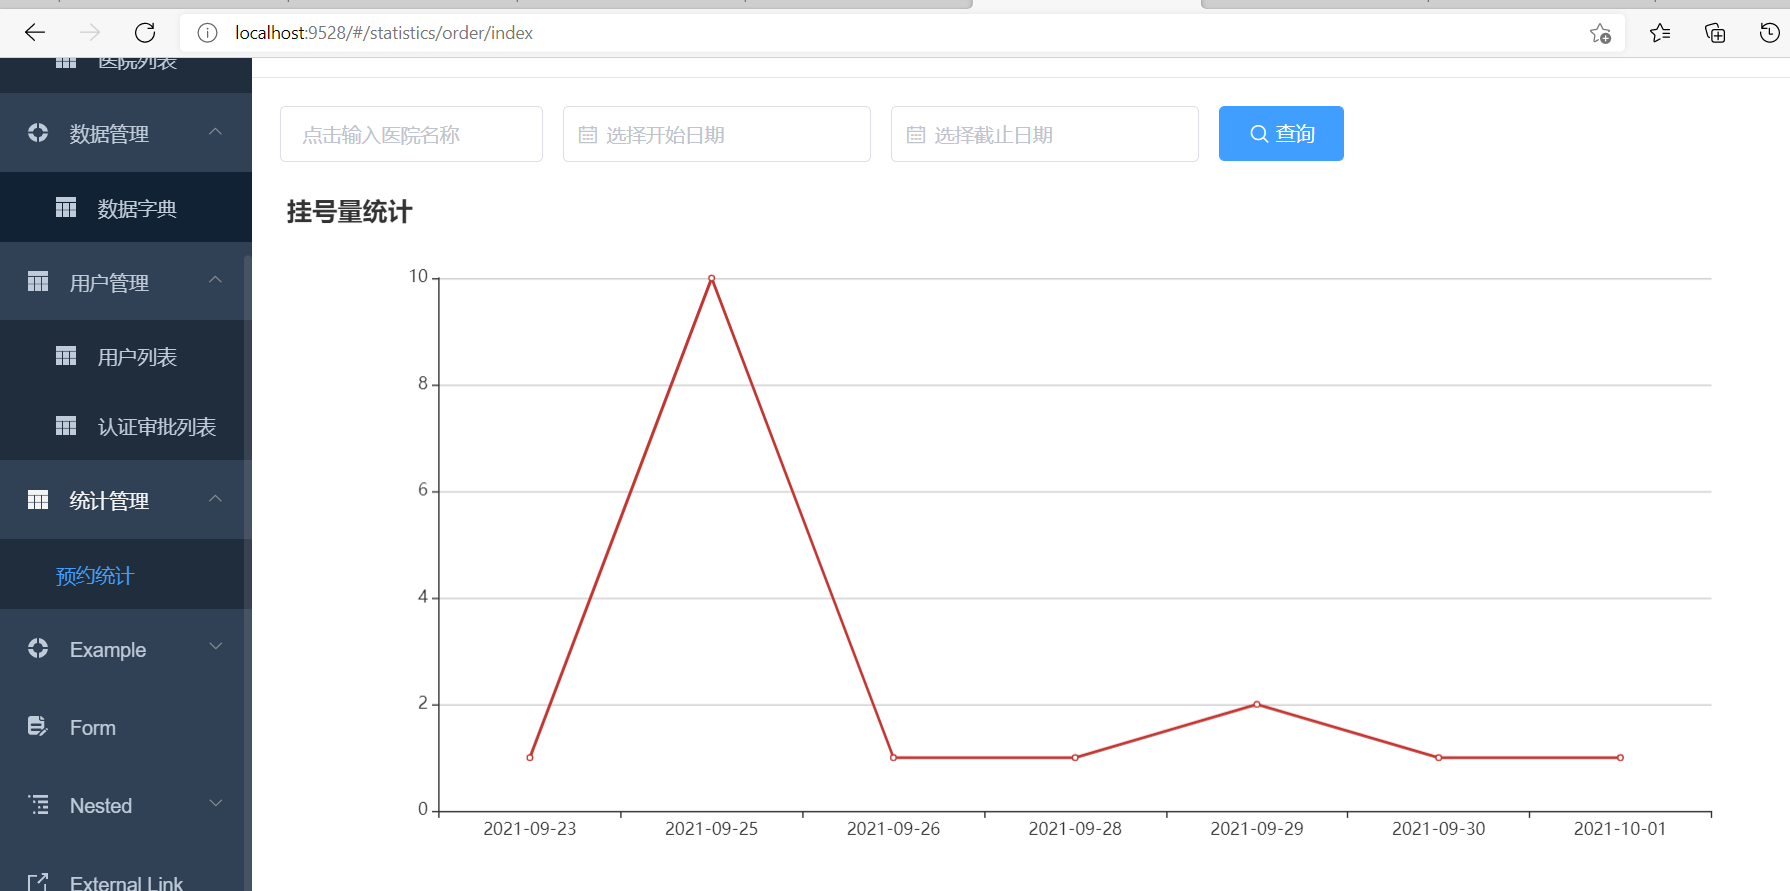 localhost:9528/#/statistics/order/index
医院列表
数据管理
数据字典
用户管理
用户列表
认证审批列表
统计管理
预约统计
Example
Form
Nested
External Link
点击输入医院名称
选择开始日期
选择截止日期
查询
挂号量统计
10
8
6
4
2
0
2021-09-23
2021-09-25
2021-09-26
2021-09-28
2021-09-29
2021-09-30
2021-10-01